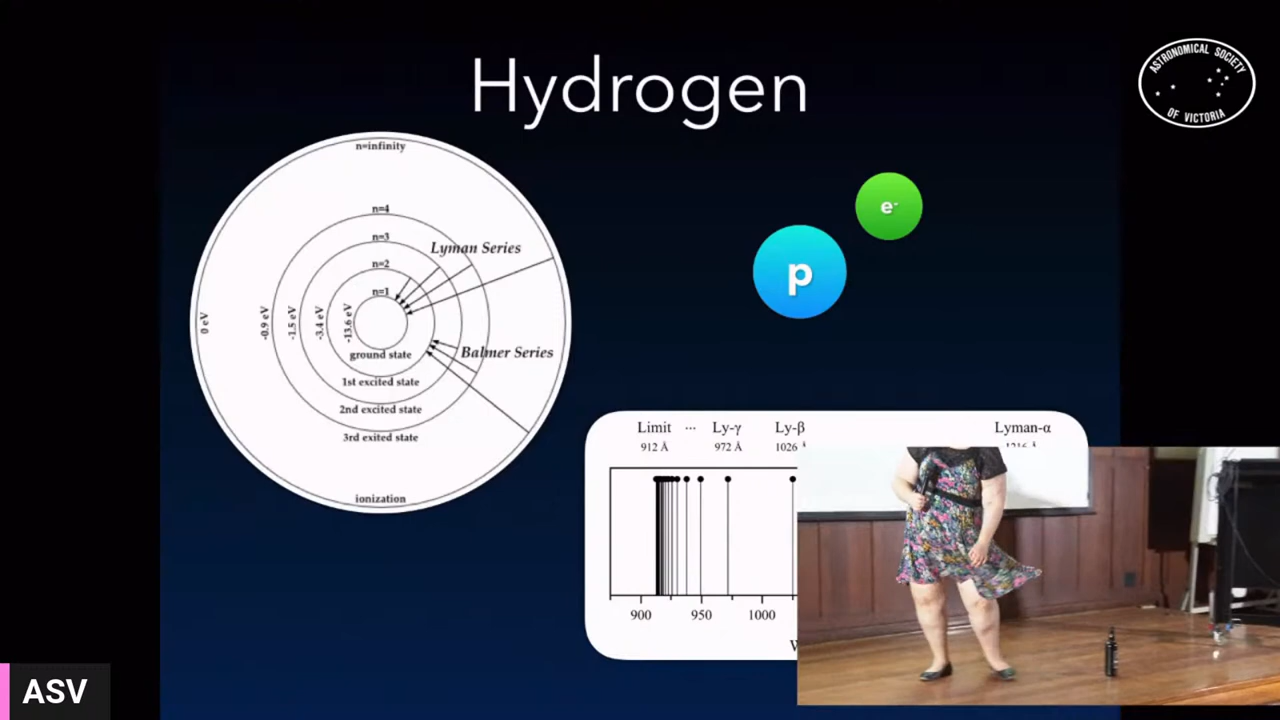 Hydrogen
ASTRONOMICAL SOCIETY
OF VICTORIA
n=infinity
n=4
n=3
Lyman Series
n=2
n=1
0 eV
-0.9 eV
-1.5 eV
-3.4 eV
-13.6 eV
ground state
Balmer Series
1st excited state
2nd excited state
3rd exited state
ionization
e-
p
Limit ... Ly-γ Ly-β Lyman-α
912 Å 972 Å 1026 Å 1216 Å
900 950 1000
ASV